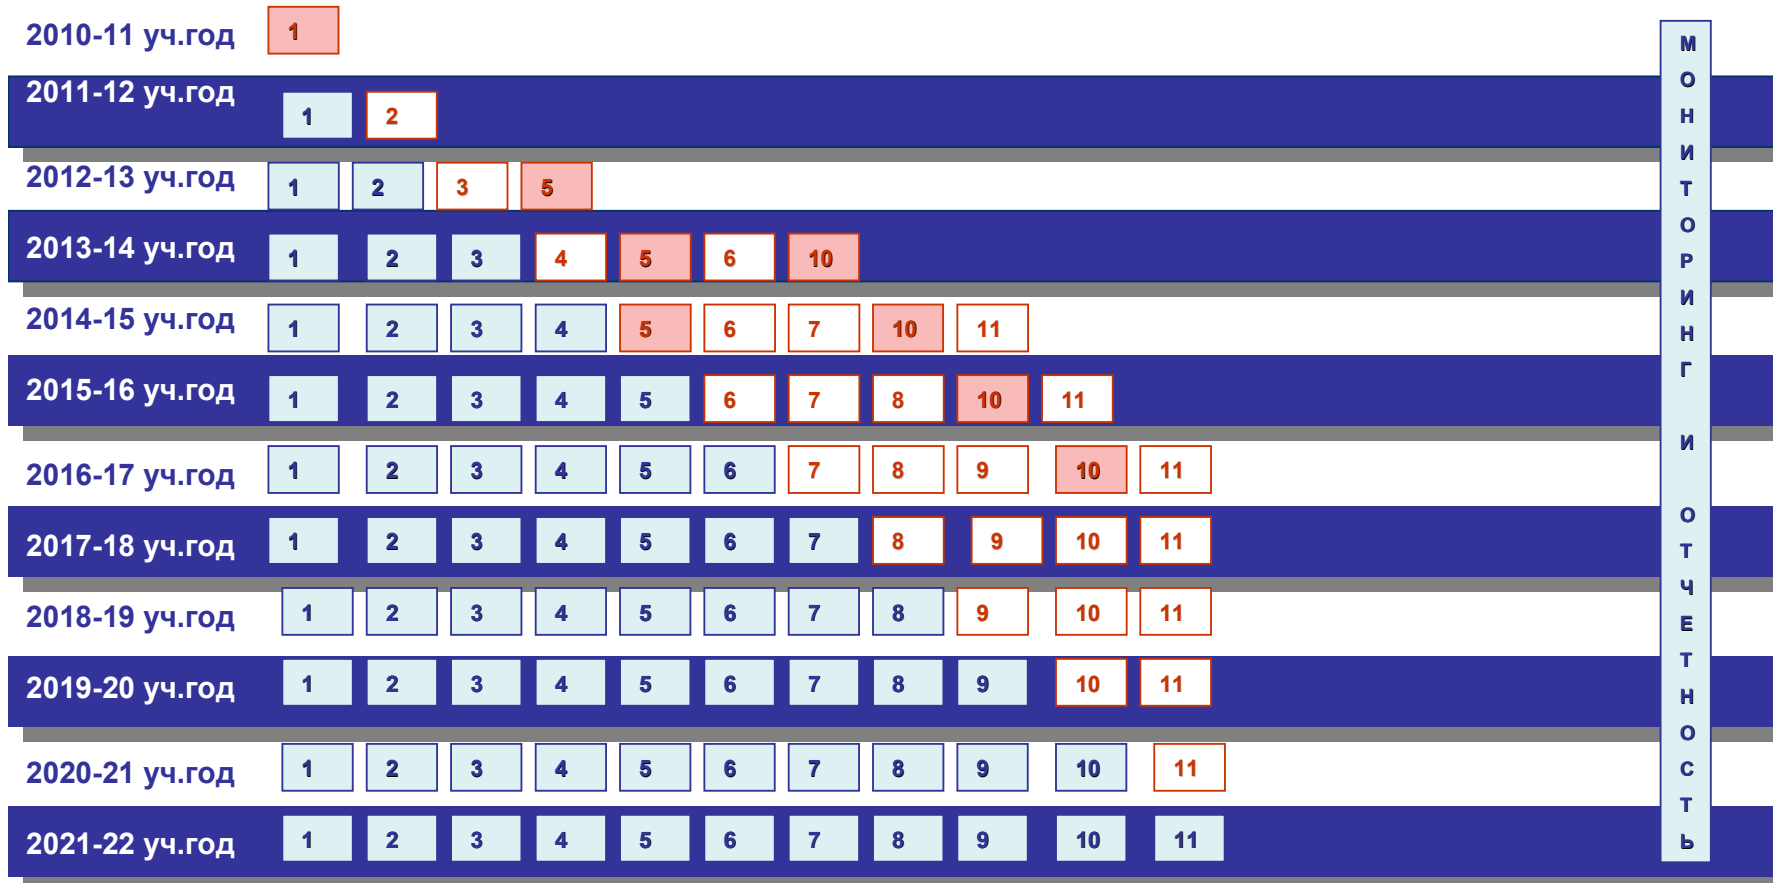 2010-11 уч.год 1
2011-12 уч.год 1 2
2012-13 уч.год 1 2 3 5
2013-14 уч.год 1 2 3 4 5 6 10
2014-15 уч.год 1 2 3 4 5 6 7 10 11
2015-16 уч.год 1 2 3 4 5 6 7 8 10 11
2016-17 уч.год 1 2 3 4 5 6 7 8 9 10 11
2017-18 уч.год 1 2 3 4 5 6 7 8 9 10 11
2018-19 уч.год 1 2 3 4 5 6 7 8 9 10 11
2019-20 уч.год 1 2 3 4 5 6 7 8 9 10 11
2020-21 уч.год 1 2 3 4 5 6 7 8 9 10 11
2021-22 уч.год 1 2 3 4 5 6 7 8 9 10 11
МОНИТОРИНГ И ОТЧЕТНОСТЬ